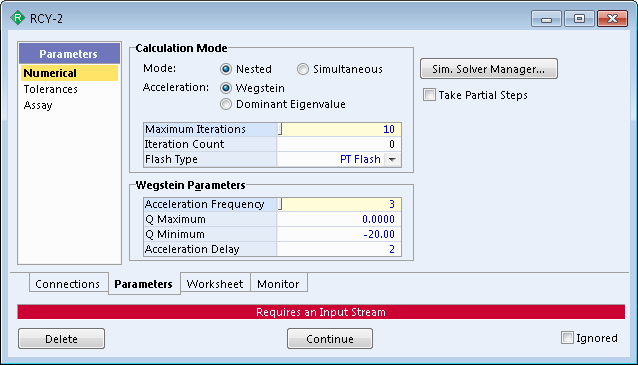 RCY-2
Parameters
Numerical
Tolerances
Assay
Calculation Mode
Mode: Nested Simultaneous
Acceleration: Wegstein
Dominant Eigenvalue
Maximum Iterations 10
Iteration Count 0
Flash Type PT Flash
Wegstein Parameters
Acceleration Frequency 3
Q Maximum 0.0000
Q Minimum -20.00
Acceleration Delay 2
Sim. Solver Manager...
Take Partial Steps
Connections Parameters Worksheet Monitor
Requires an Input Stream
Delete Continue Ignored